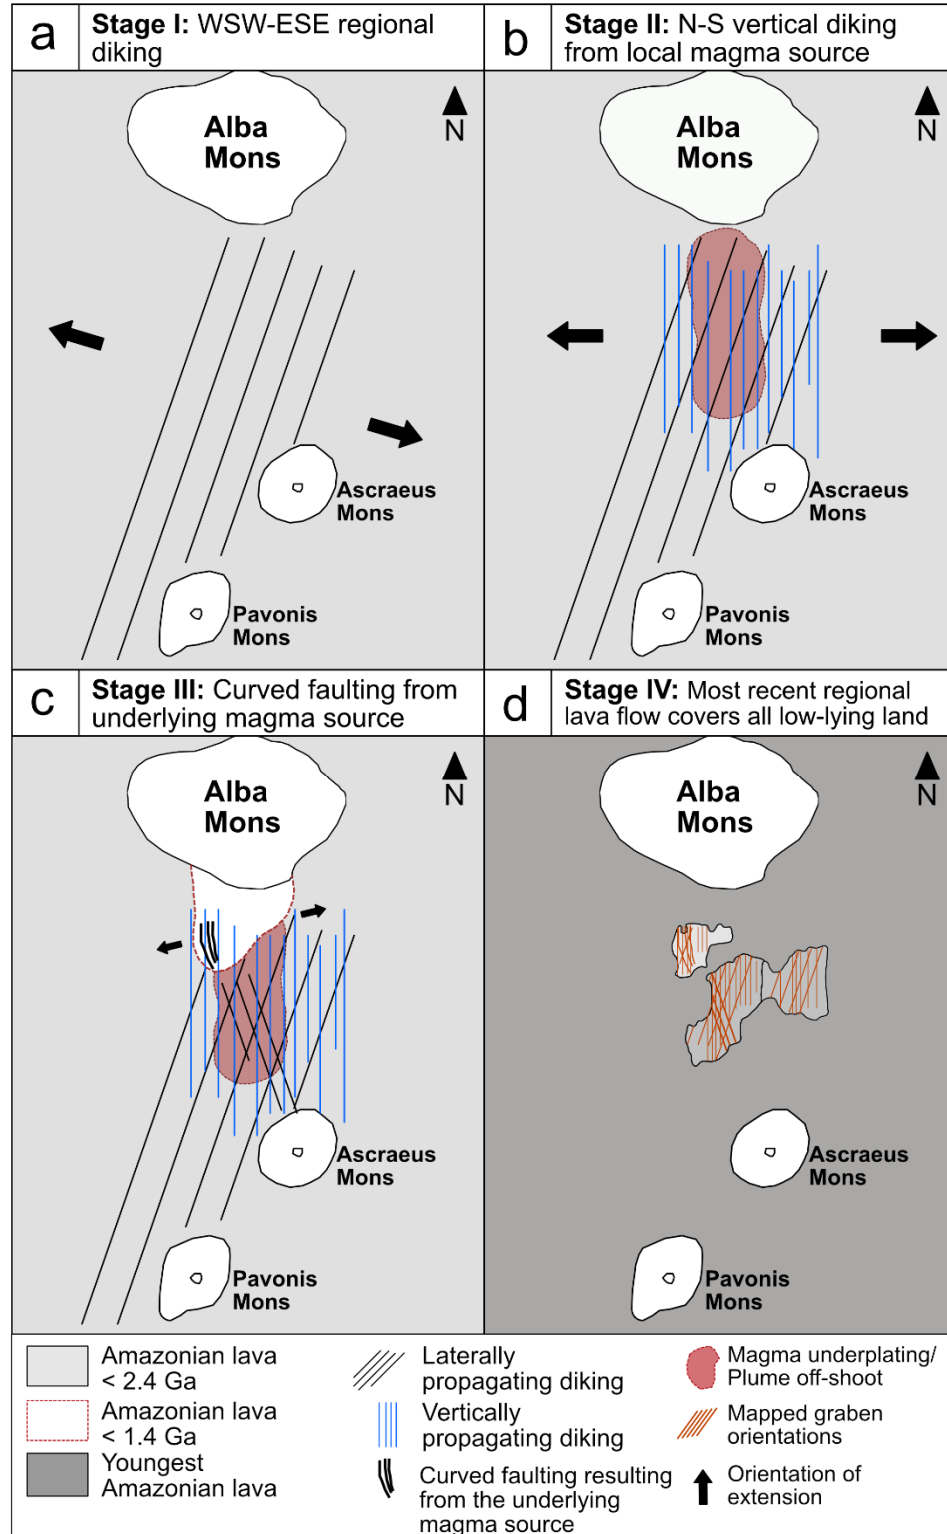 a
Stage I: WSW-ESE regional
diking
N
Alba
Mons
Ascraeus
Mons
Pavonis
Mons
b
Stage II: N-S vertical diking
from local magma source
N
Alba
Mons
Ascraeus
Mons
Pavonis
Mons
c
Stage III: Curved faulting from
underlying magma source
N
Alba
Mons
Ascraeus
Mons
Pavonis
Mons
d
Stage IV: Most recent regional
lava flow covers all low-lying land
N
Alba
Mons
Ascraeus
Mons
Pavonis
Mons
Amazonian lava
< 2.4 Ga
Amazonian lava
< 1.4 Ga
Youngest
Amazonian lava
Laterally
propagating diking
Vertically
propagating diking
Curved faulting resulting
from the underlying
magma source
Magma underplating/
Plume off-shoot
Mapped graben
orientations
Orientation of
extension